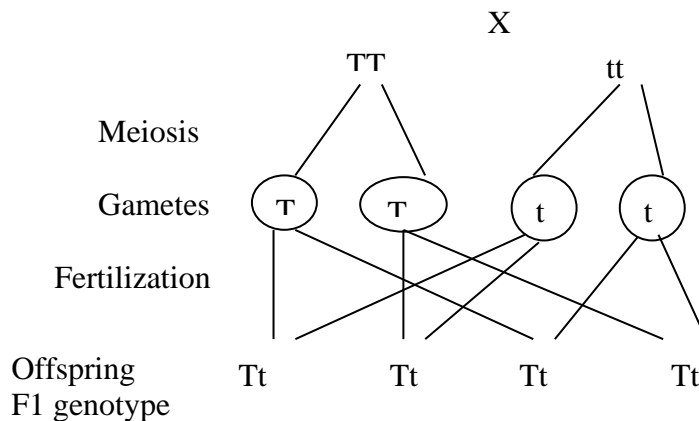 X
TT tt
Meiosis
Gametes T T t t
Fertilization
Offspring Tt Tt Tt Tt
F1 genotype